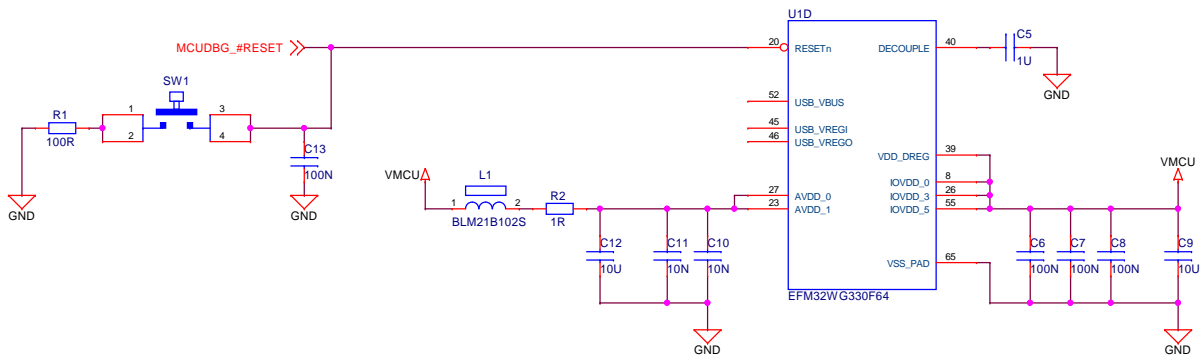 U1D
MCUDBG_#RESET
20
RESETn
DECOUPLE
40
C5
1U
GND
SW1
R1
100R
1
2
3
4
C13
100N
GND
GND
52
USB_VBUS
45
USB_VREGI
46
USB_VREGO
VDD_DREG
39
IOVDD_0
8
IOVDD_3
26
IOVDD_5
55
VMCU
VMCU
L1
1
2
BLM21B102S
R2
1R
27
AVDD_0
23
AVDD_1
C12
10U
C11
10N
C10
10N
GND
VSS_PAD
65
C6
100N
C7
100N
C8
100N
C9
10U
GND
EFM32WG330F64